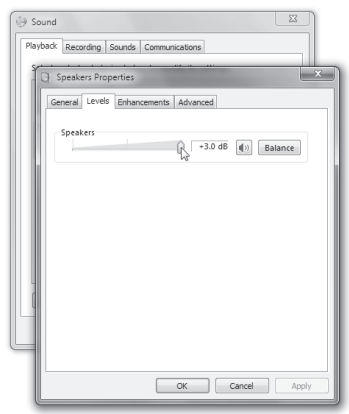 Sound
Playback Recording Sounds Communications
Speakers Properties
General Levels Enhancements Advanced
Speakers
+3.0 dB Balance
OK Cancel Apply